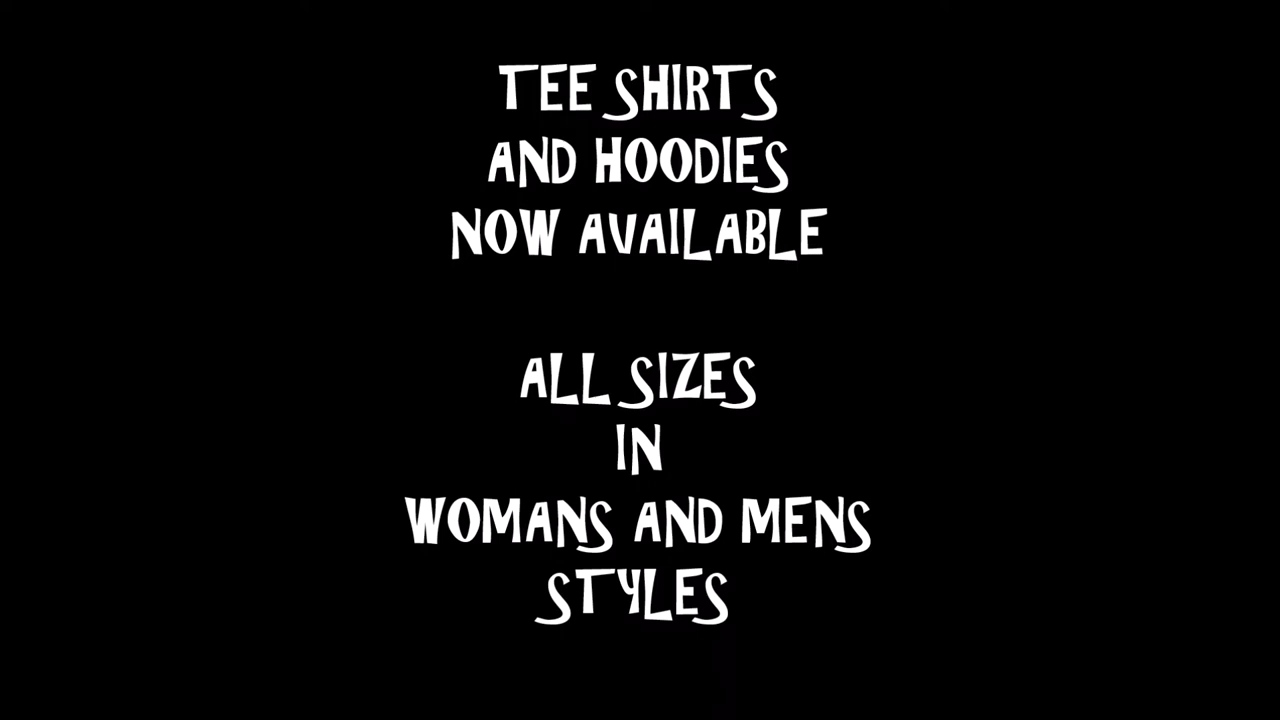 TEE SHIRTS
AND HOODIES
NOW AVAILABLE
ALL SIZES
IN
WOMANS AND MENS
STYLES